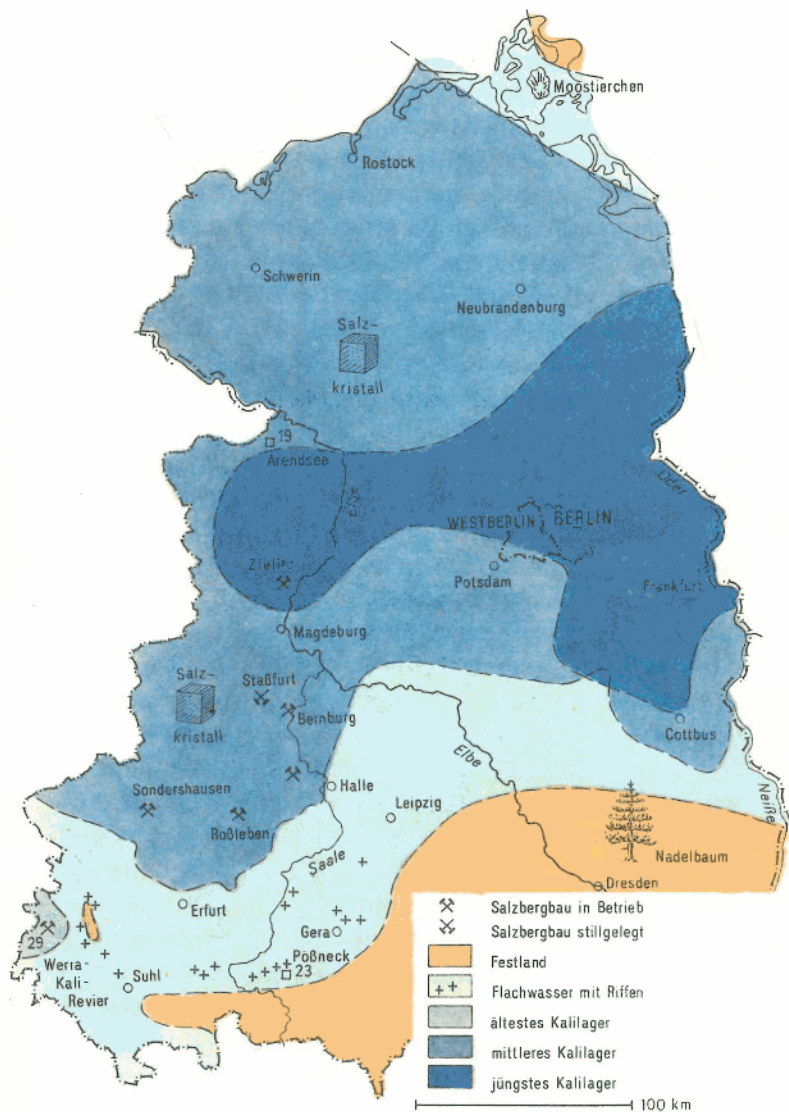 Moostierchen
Rostock
Schwerin
Neubrandenburg
Salz-
kristall
19
Arendsee
Elbe
Oder
WESTBERLIN
BERLIN
Zielitz
Potsdam
Frankfurt
Magdeburg
Salz-
kristall
Staßfurt
Bernburg
Cottbus
Elbe
Neiße
Sondershausen
Halle
Leipzig
Roßleben
Nadelbaum
Saale
Dresden
Erfurt
Gera
29
Pößneck
23
Werra-
Kali-
Revier
Suhl
Salzbergbau in Betrieb
Salzbergbau stillgelegt
Festland
Flachwasser mit Riffen
ältestes Kalilager
mittleres Kalilager
jüngstes Kalilager
100 km